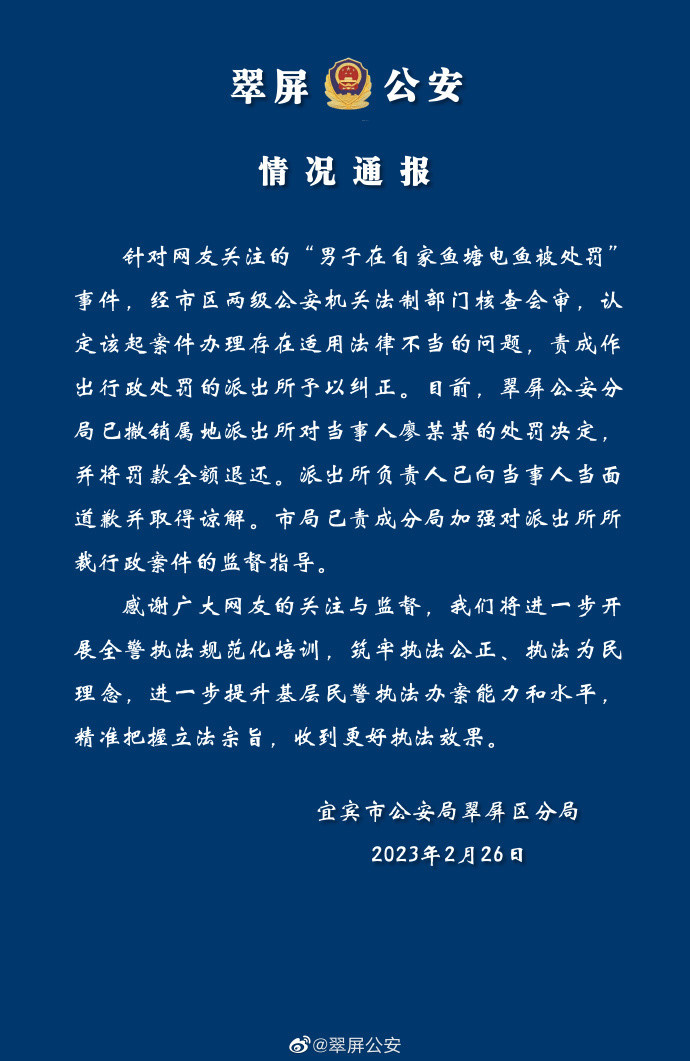 翠屏 公安
情况通报
针对网友关注的“男子在自家鱼塘电鱼被处罚”
事件，经市区两级公安机关法制部门核查会审，认
定该起案件办理存在适用法律不当的问题，责成作
出行政处罚的派出所予以纠正。目前，翠屏公安分
局已撤销属地派出所对当事人廖某某的处罚决定，
并将罚款全额退还。派出所负责人已向当事人当面
道歉并取得谅解。市局已责成分局加强对派出所所
裁行政案件的监督指导。
感谢广大网友的关注与监督，我们将进一步开
展全警执法规范化培训，筑牢执法公正、执法为民
理念，进一步提升基层民警执法办案能力和水平，
精准把握立法宗旨，收到更好执法效果。
宜宾市公安局翠屏区分局
2023年2月26日
@翠屏公安